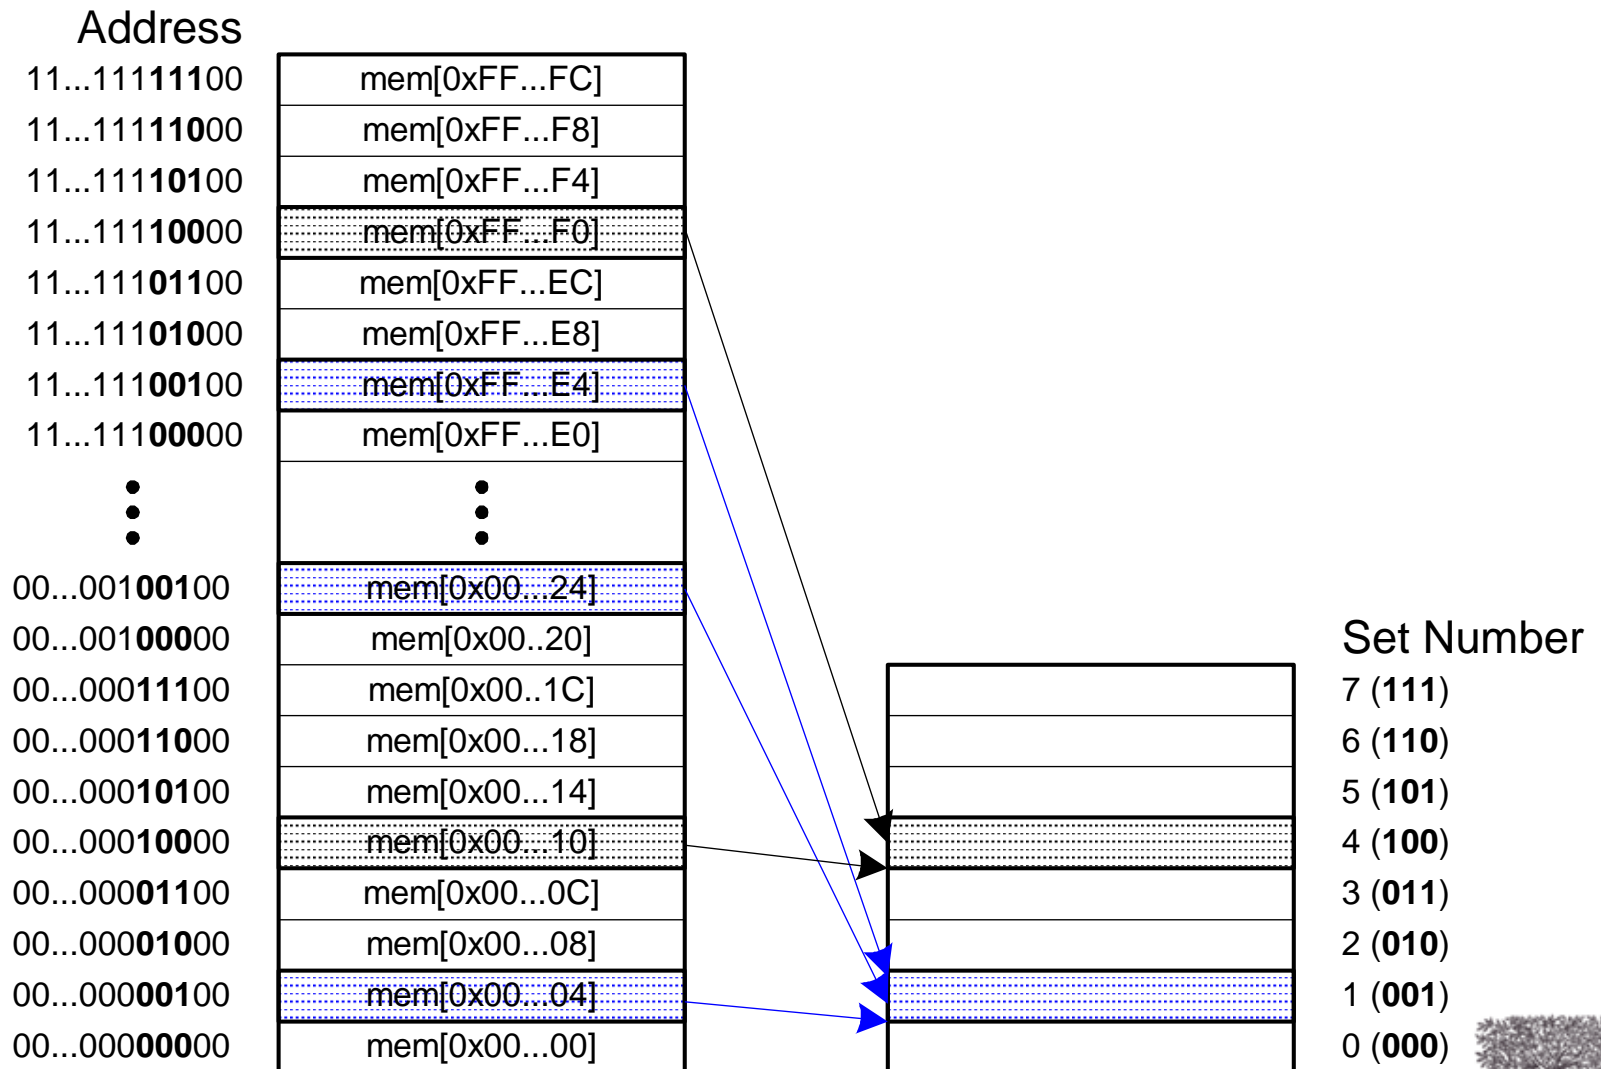 Address
11...11111100 mem[0xFF...FC]
11...11111000 mem[0xFF...F8]
11...11110100 mem[0xFF...F4]
11...11110000 mem[0xFF...F0]
11...11101100 mem[0xFF...EC]
11...11101000 mem[0xFF...E8]
11...11100100 mem[0xFF...E4]
11...11100000 mem[0xFF...E0]
00...00100100 mem[0x00...24]
00...00100000 mem[0x00..20] Set Number
00...00011100 mem[0x00..1C] 7 (111)
00...00011000 mem[0x00...18] 6 (110)
00...00010100 mem[0x00...14] 5 (101)
00...00010000 mem[0x00...10] 4 (100)
00...00001100 mem[0x00...0C] 3 (011)
00...00001000 mem[0x00...08] 2 (010)
00...00000100 mem[0x00...04] 1 (001)
00...00000000 mem[0x00...00] 0 (000)